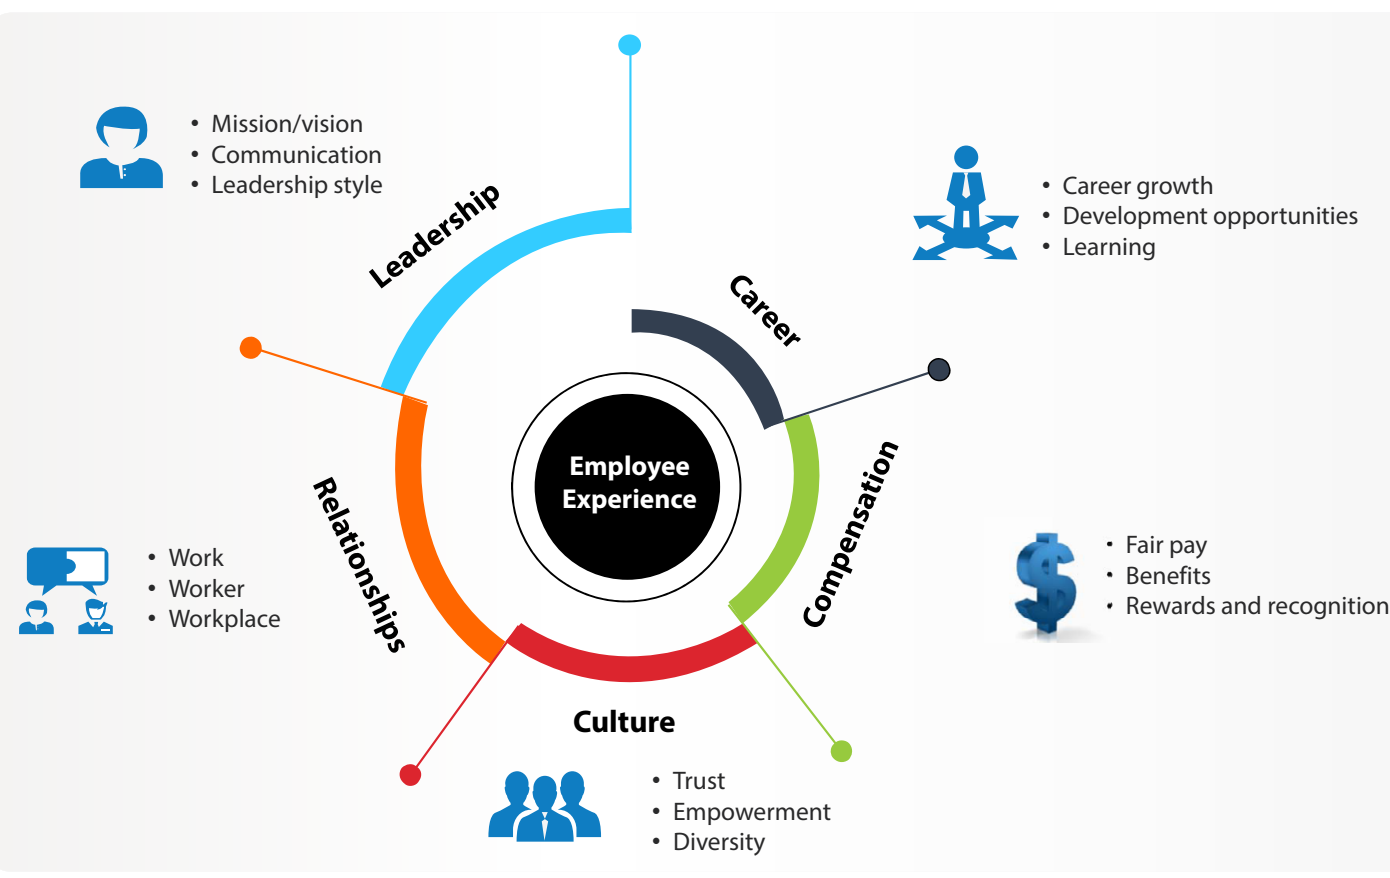 Leadership
• Mission/vision
• Communication
• Leadership style
Career
• Career growth
• Development opportunities
• Learning
Employee
Experience
Relationships
• Work
• Worker
• Workplace
Compensation
• Fair pay
• Benefits
• Rewards and recognition
Culture
• Trust
• Empowerment
• Diversity